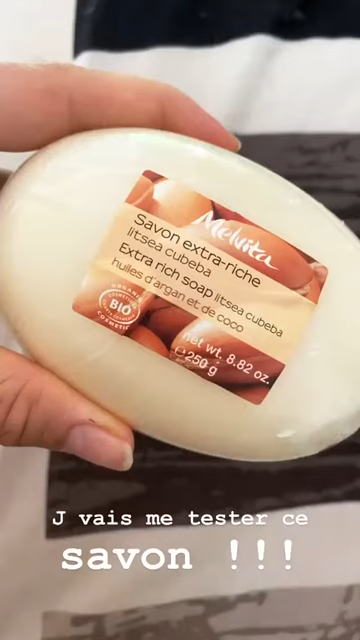 Melvita
Savon extra-riche
litsea cubeba
Extra rich soap litsea cubeba
huiles d'argan et de coco
BIO
COSMETIC
net wt. 8.82 oz.
℮250 g
J vais me tester ce
savon !!!